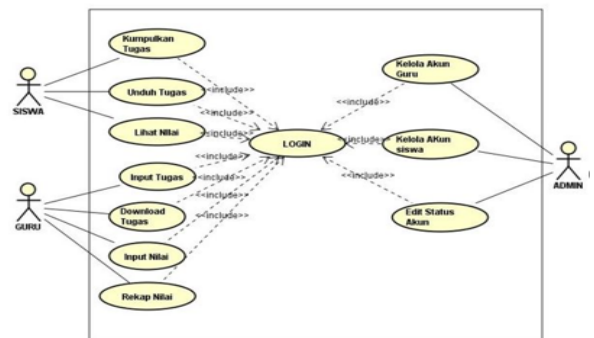 Kumpulkan
Tugas
<<include>>
Unduh Tugas
<<include>>
SISWA
Lihat Nilai
<<include>>
LOGIN
Kelola Akun
Guru
<<include>>
Kelola AKun
siswa
<<include>>
ADMIN
Edit Status
Akun
<<include>>
Input Tugas
<<include>>
<<include>>
GURU
Download
Tugas
<<include>>
Input Nilai
<<include>>
Rekap Nilai